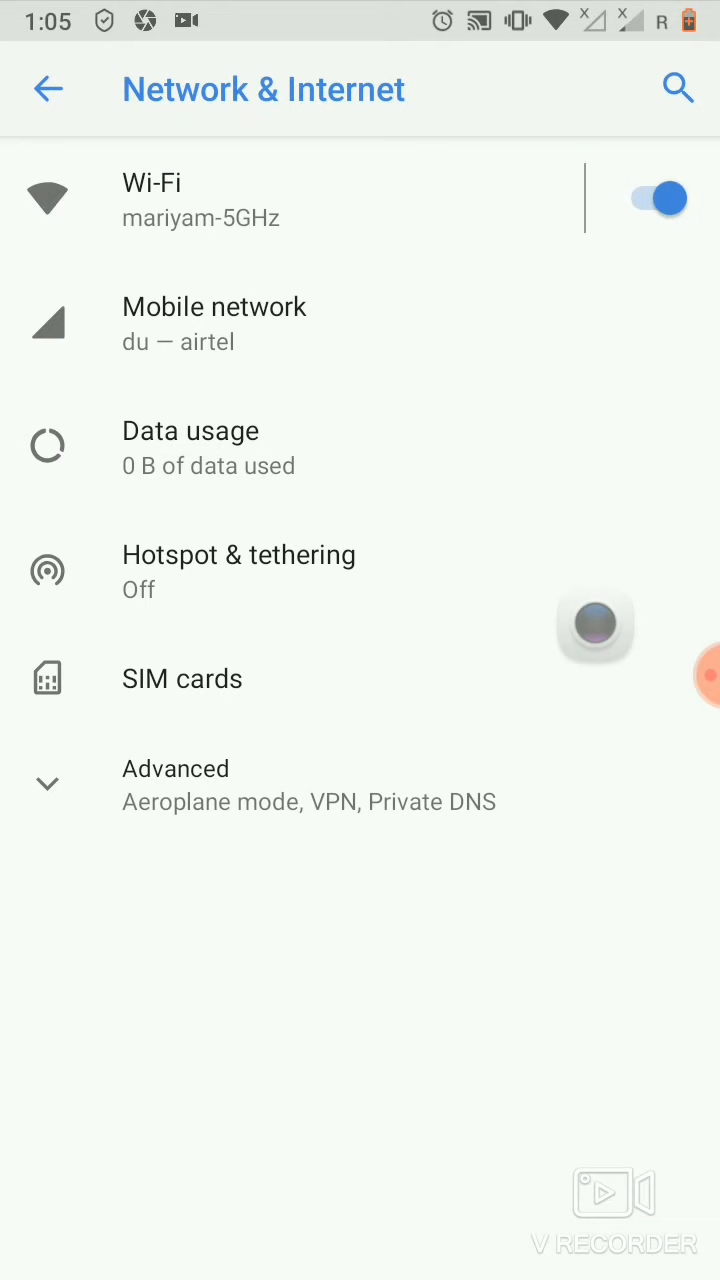 1:05
R
Network & Internet
Wi-Fi
mariyam-5GHz
Mobile network
du — airtel
Data usage
0 B of data used
Hotspot & tethering
Off
SIM cards
Advanced
Aeroplane mode, VPN, Private DNS
V RECORDER